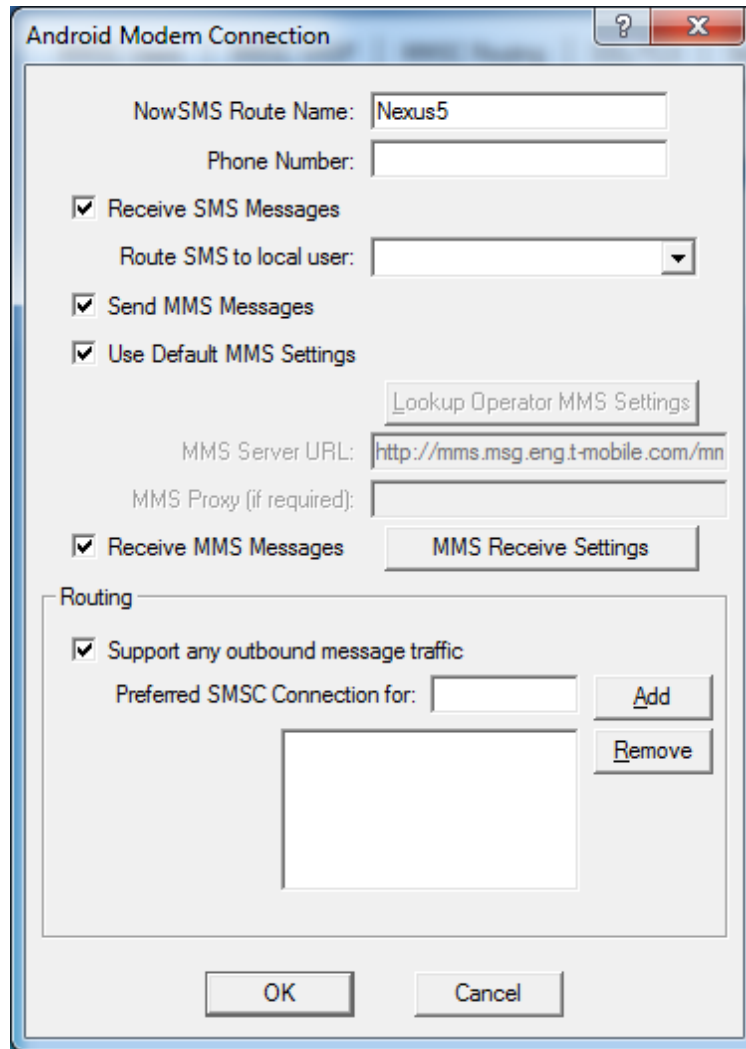 Android Modem Connection
NowSMS Route Name: Nexus5
Phone Number:
Receive SMS Messages
Route SMS to local user:
Send MMS Messages
Use Default MMS Settings
Lookup Operator MMS Settings
MMS Server URL: http://mms.msg.eng.t-mobile.com/mm
MMS Proxy (if required):
Receive MMS Messages MMS Receive Settings
Routing
Support any outbound message traffic
Preferred SMSC Connection for: Add
Remove
OK Cancel